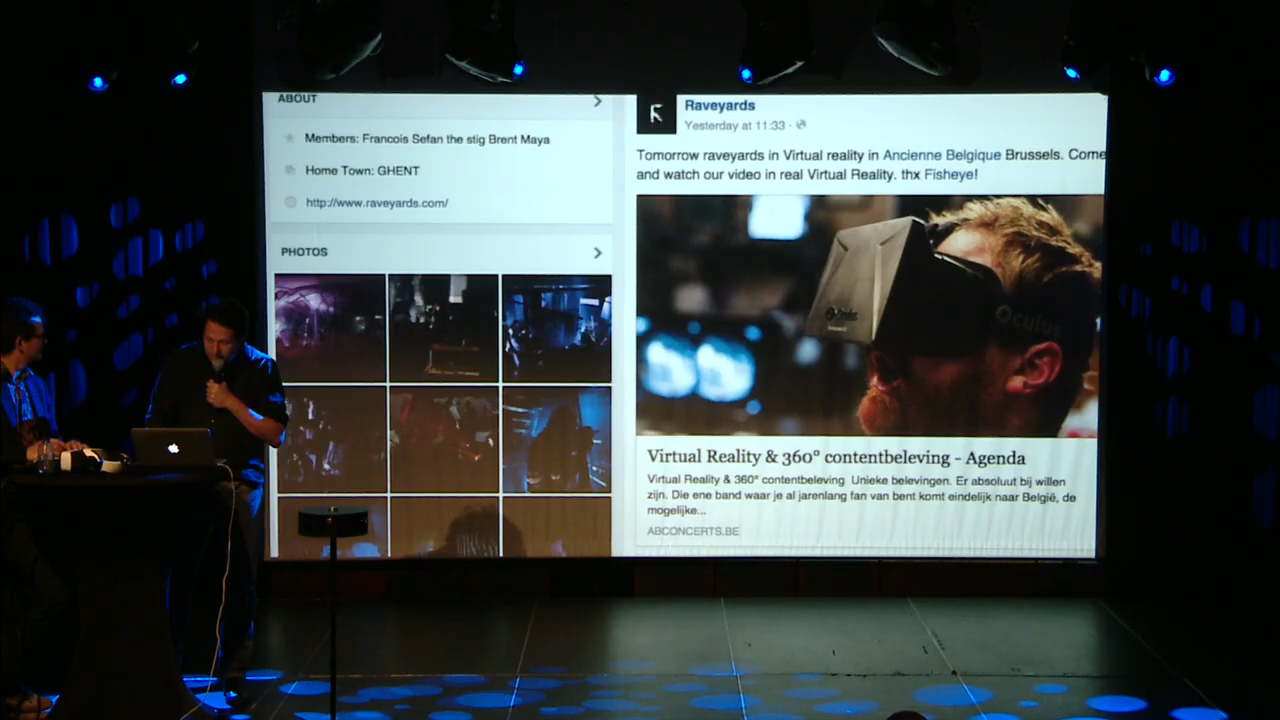 ABOUT
Members: Francois Sefan the stig Brent Maya
Home Town: GHENT
http://www.raveyards.com/
PHOTOS
Raveyards
Yesterday at 11:33 ·
Tomorrow raveyards in Virtual reality in Ancienne Belgique Brussels. Come
and watch our video in real Virtual Reality. thx Fisheye!
Oculus
Virtual Reality & 360° contentbeleving - Agenda
Virtual Reality & 360° contentbeleving Unieke belevingen. Er absoluut bij willen
zijn. Die ene band waar je al jarenlang fan van bent komt eindelijk naar België, de
mogelijke...
ABCONCERTS.BE